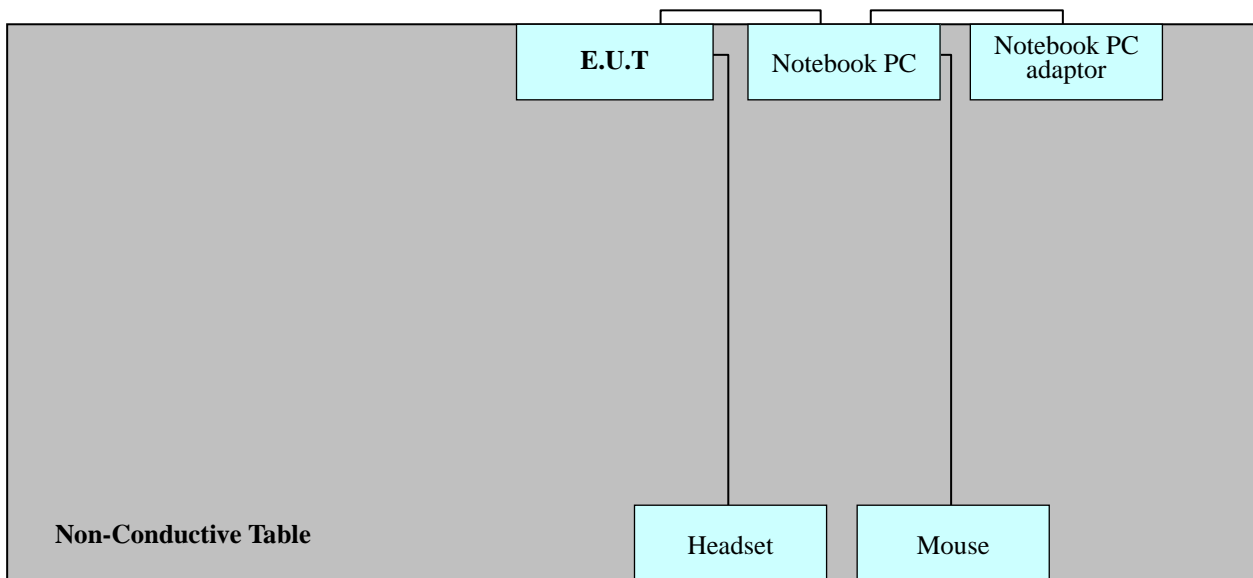 E.U.T
Notebook PC
Notebook PC
adaptor
Non-Conductive Table
Headset
Mouse